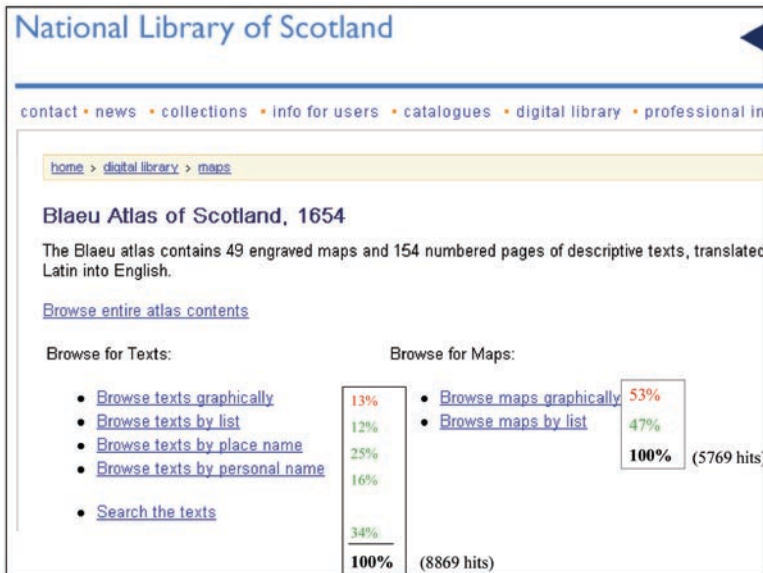 National Library of Scotland
contact • news • collections • info for users • catalogues • digital library • professional in
home > digital library > maps
Blaeu Atlas of Scotland, 1654
The Blaeu atlas contains 49 engraved maps and 154 numbered pages of descriptive texts, translated
Latin into English.
Browse entire atlas contents
Browse for Texts:
• Browse texts graphically 13%
• Browse texts by list 12%
• Browse texts by place name 25%
• Browse texts by personal name 16%
• Search the texts 34%
100% (8869 hits)
Browse for Maps:
• Browse maps graphically 53%
• Browse maps by list 47%
100% (5769 hits)